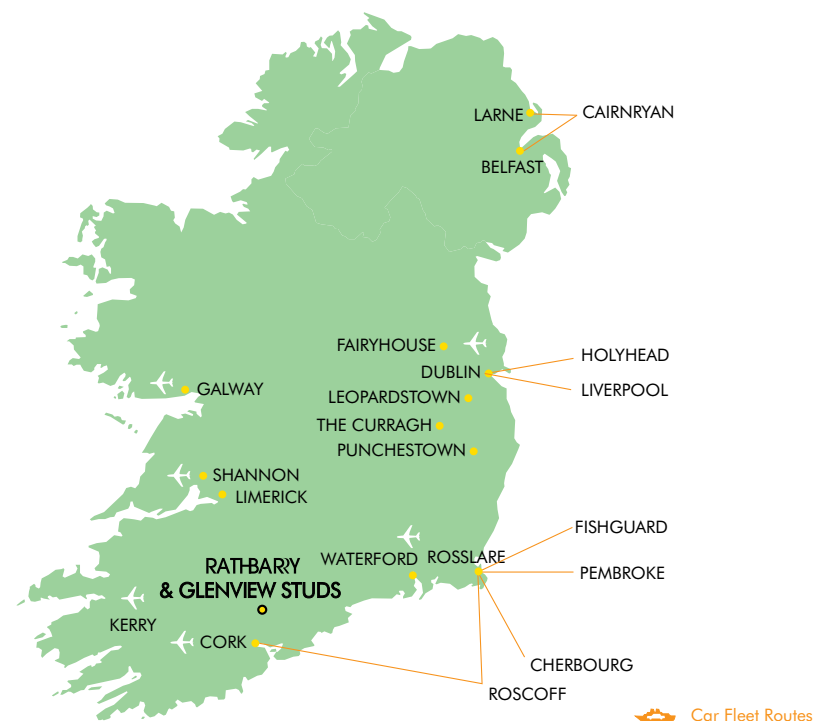 LARNE
CAIRNRYAN
BELFAST
FAIRYHOUSE
HOLYHEAD
DUBLIN
LIVERPOOL
GALWAY
LEOPARDSTOWN
THE CURRAGH
PUNCHESTOWN
SHANNON
LIMERICK
FISHGUARD
WATERFORD
ROSSLARE
RATHBARRY
& GLENVIEW STUDS
PEMBROKE
KERRY
CORK
CHERBOURG
ROSCOFF
Car Fleet Routes